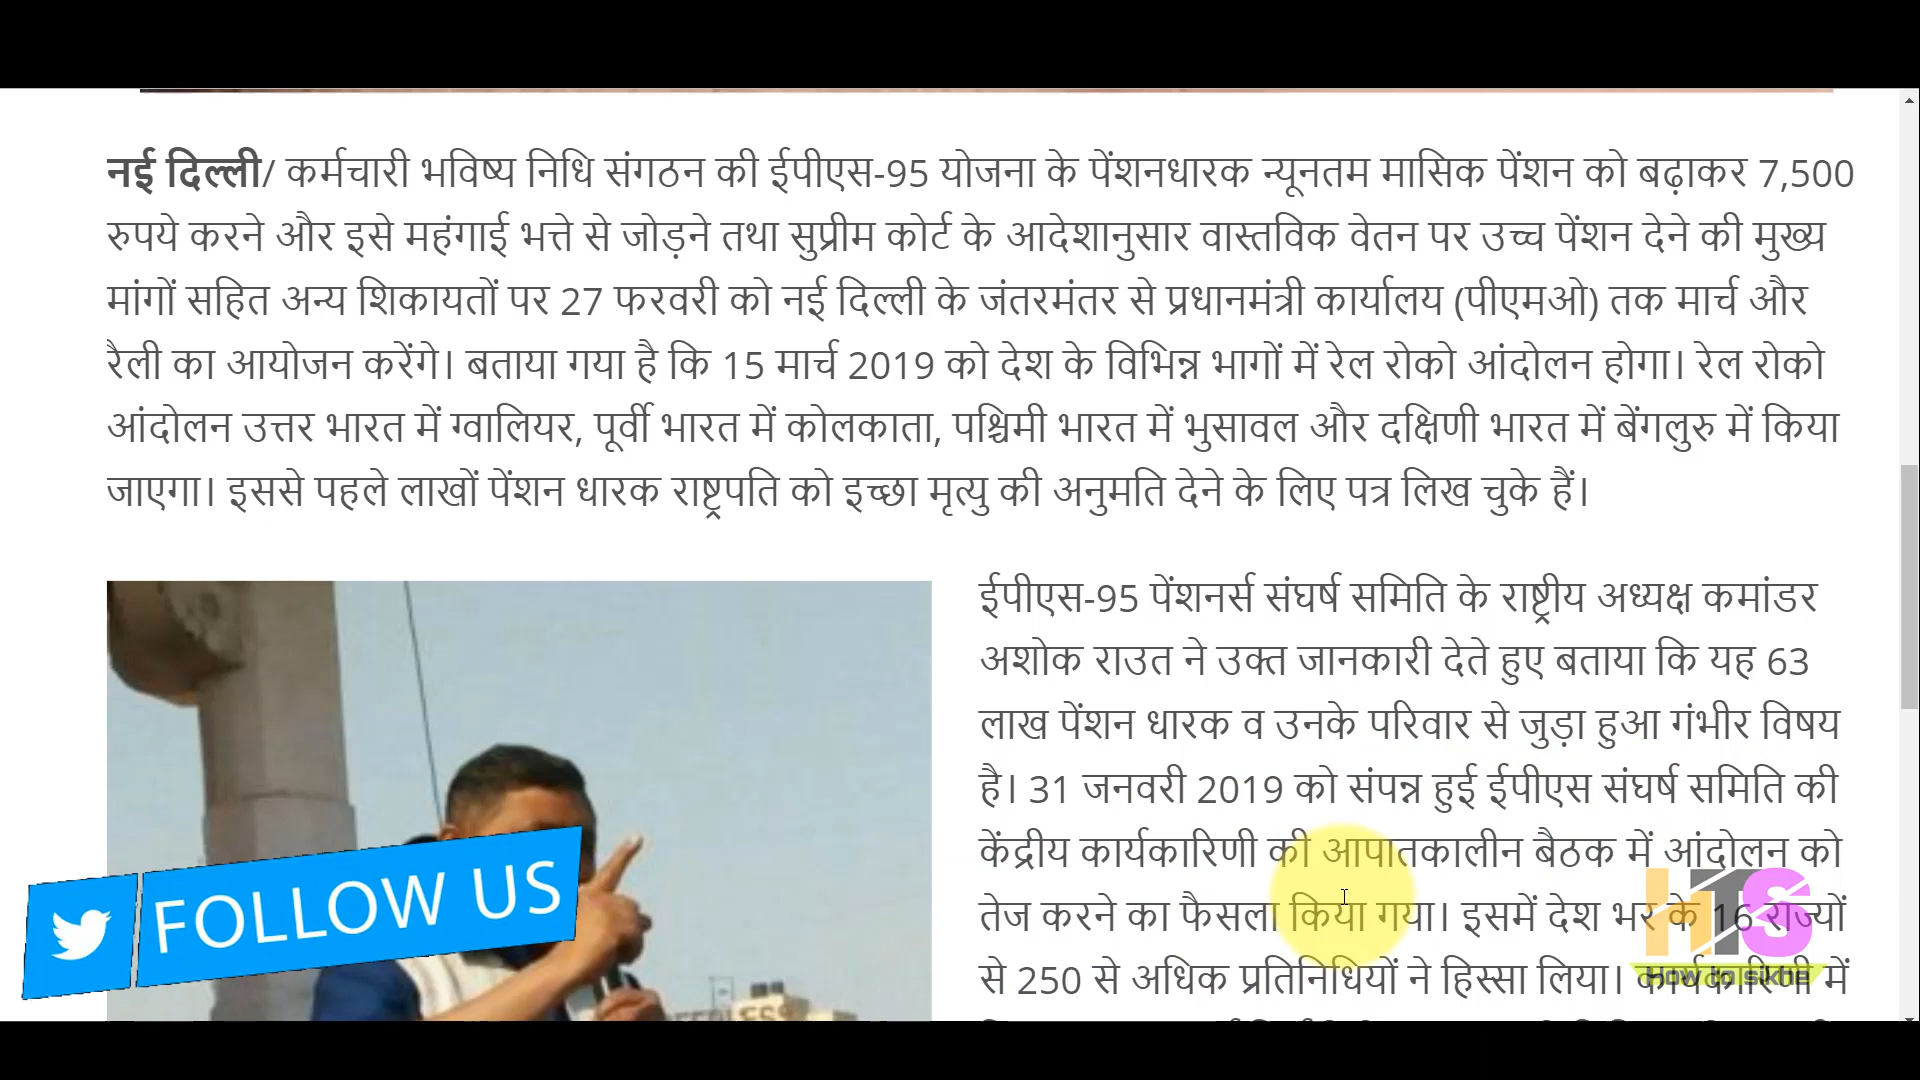 नई दिल्ली/ कर्मचारी भविष्य निधि संगठन की ईपीएस-95 योजना के पेंशनधारक न्यूनतम मासिक पेंशन को बढ़ाकर 7,500
रुपये करने और इसे महंगाई भत्ते से जोड़ने तथा सुप्रीम कोर्ट के आदेशानुसार वास्तविक वेतन पर उच्च पेंशन देने की मुख्य
मांगों सहित अन्य शिकायतों पर 27 फरवरी को नई दिल्ली के जंतरमंतर से प्रधानमंत्री कार्यालय (पीएमओ) तक मार्च और
रैली का आयोजन करेंगे। बताया गया है कि 15 मार्च 2019 को देश के विभिन्न भागों में रेल रोको आंदोलन होगा। रेल रोको
आंदोलन उत्तर भारत में ग्वालियर, पूर्वी भारत में कोलकाता, पश्चिमी भारत में भुसावल और दक्षिणी भारत में बेंगलुरु में किया
जाएगा। इससे पहले लाखों पेंशन धारक राष्ट्रपति को इच्छा मृत्यु की अनुमति देने के लिए पत्र लिख चुके हैं।
ईपीएस-95 पेंशनर्स संघर्ष समिति के राष्ट्रीय अध्यक्ष कमांडर
अशोक राउत ने उक्त जानकारी देते हुए बताया कि यह 63
लाख पेंशन धारक व उनके परिवार से जुड़ा हुआ गंभीर विषय
है। 31 जनवरी 2019 को संपन्न हुई ईपीएस संघर्ष समिति की
केंद्रीय कार्यकारिणी की आपातकालीन बैठक में आंदोलन को
तेज करने का फैसला किया गया। इसमें देश भर के 16 राज्यों
से 250 से अधिक प्रतिनिधियों ने हिस्सा लिया। कार्यकारिणी में
FOLLOW US
HTS
How to sikhe